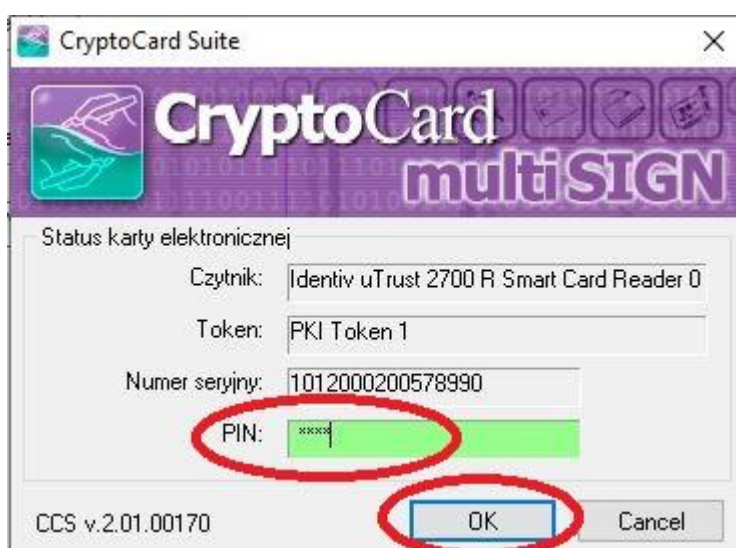 CryptoCard Suite
CryptoCard
multiSIGN
Status karty elektronicznej
Czytnik: Identiv uTrust 2700 R Smart Card Reader 0
Token: PKI Token 1
Numer seryjny: 1012000200578990
PIN: ****
CCS v.2.01.00170 OK Cancel